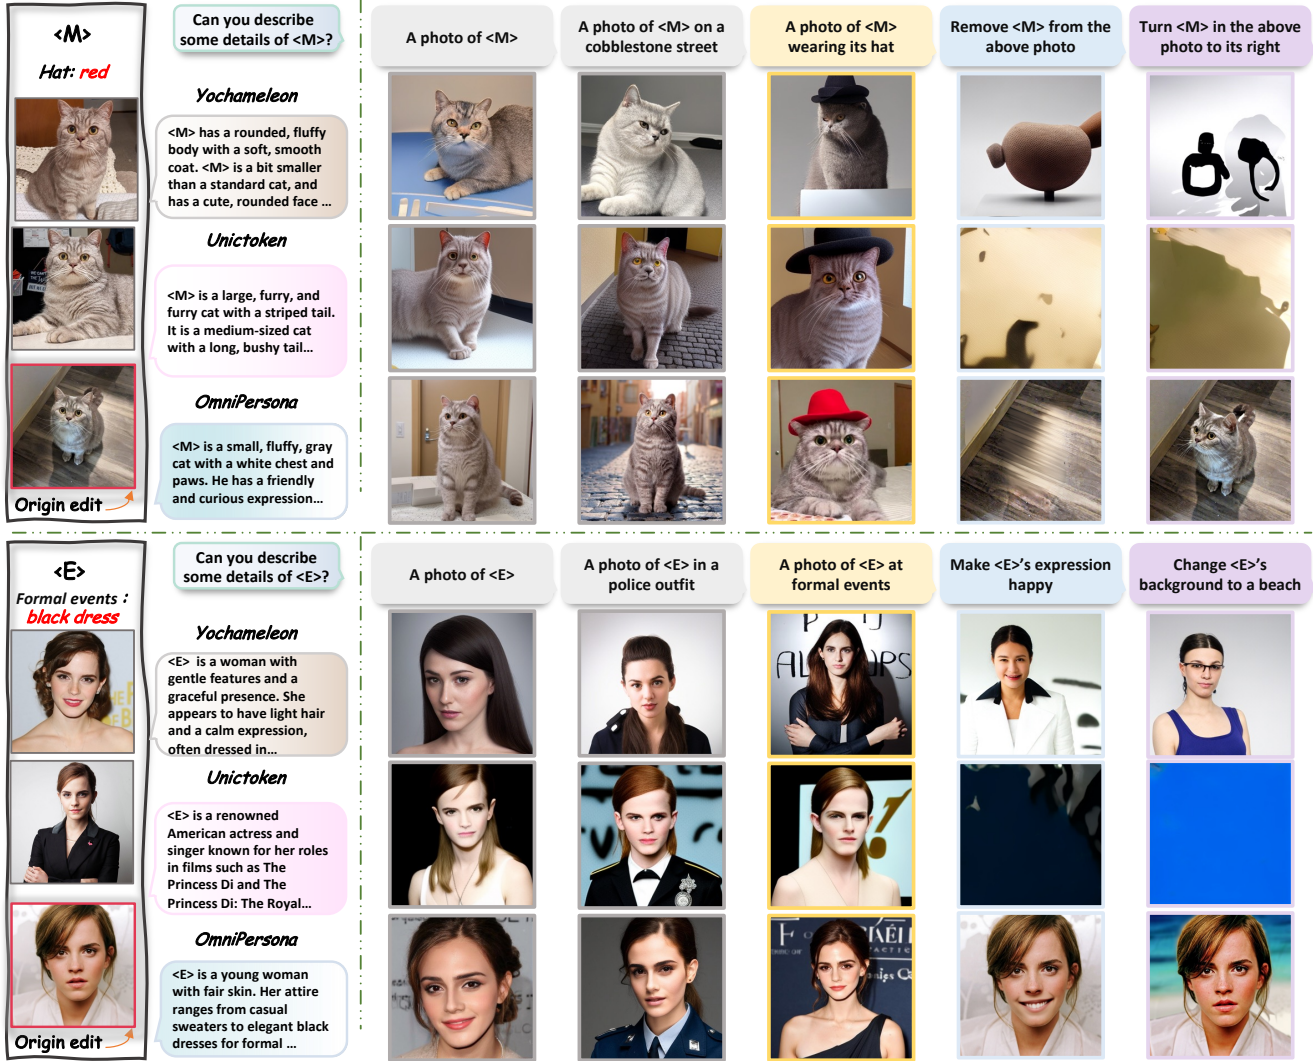 <M>
Hat: red
Origin edit
Can you describe
some details of <M>?
Yochameleon
<M> has a rounded, fluffy
body with a soft, smooth
coat. <M> is a bit smaller
than a standard cat, and
has a cute, rounded face ...
Unictoken
<M> is a large, furry, and
furry cat with a striped tail.
It is a medium-sized cat
with a long, bushy tail...
OmniPersona
<M> is a small, fluffy, gray
cat with a white chest and
paws. He has a friendly
and curious expression...
A photo of <M>
A photo of <M> on a
cobblestone street
A photo of <M>
wearing its hat
Remove <M> from the
above photo
Turn <M> in the above
photo to its right
<E>
Formal events :
black dress
Origin edit
Can you describe
some details of <E>?
Yochameleon
<E> is a woman with
gentle features and a
graceful presence. She
appears to have light hair
and a calm expression,
often dressed in...
Unictoken
<E> is a renowned
American actress and
singer known for her roles
in films such as The
Princess Di and The
Princess Di: The Royal...
OmniPersona
<E> is a young woman
with fair skin. Her attire
ranges from casual
sweaters to elegant black
dresses for formal ...
A photo of <E>
A photo of <E> in a
police outfit
A photo of <E> at
formal events
Make <E>'s expression
happy
Change <E>'s
background to a beach